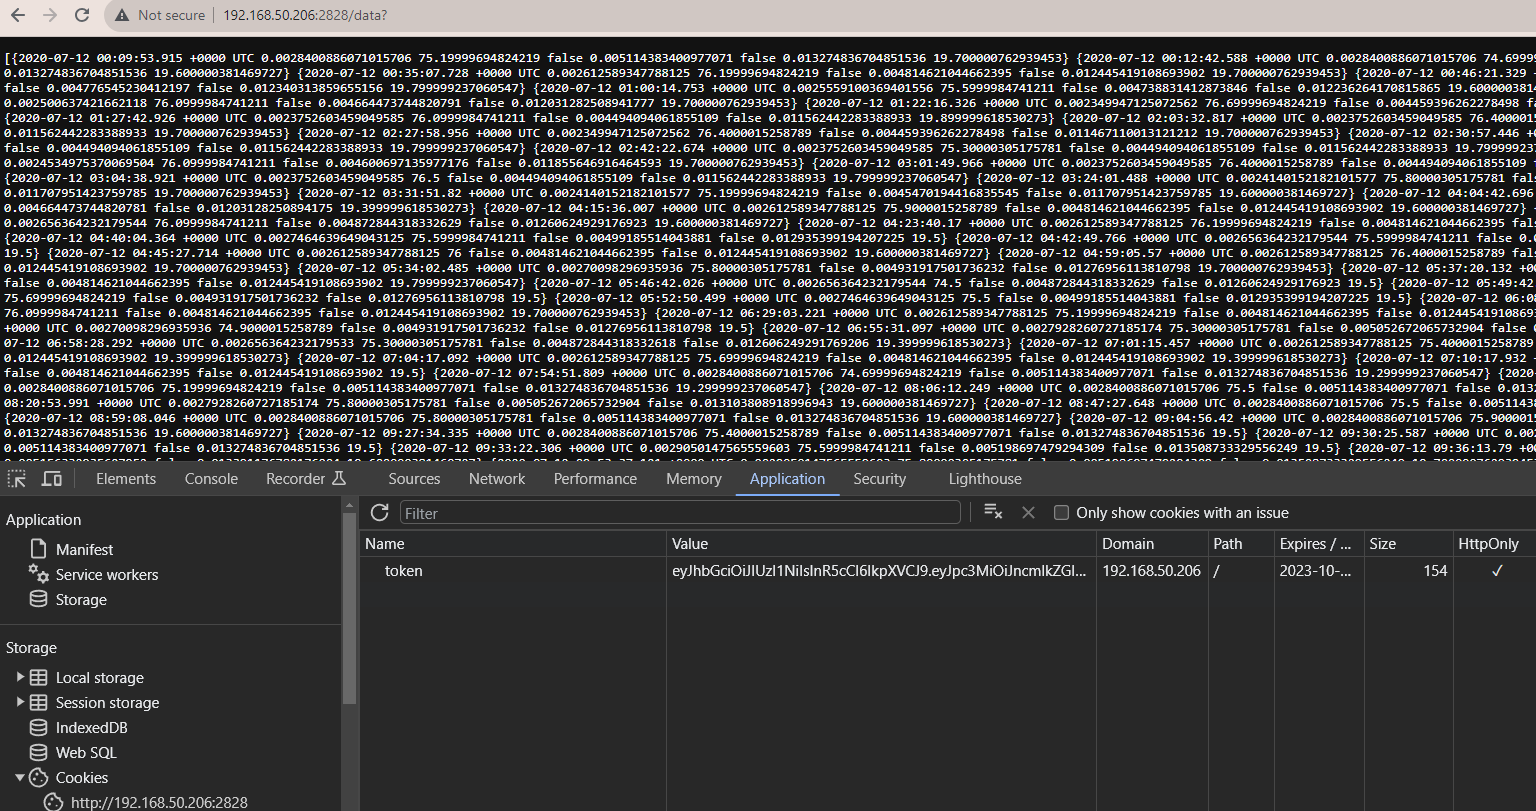 Not secure 192.168.50.206:2828/data?
[{2020-07-12 00:09:53.915 +0000 UTC 0.0028400886071015706 75.19999694824219 false 0.005114383400977071 false 0.013274836704851536 19.700000762939453} {2020-07-12 00:12:42.588 +0000 UTC 0.0028400886071015706 74.69999
0.013274836704851536 19.600000381469727} {2020-07-12 00:35:07.728 +0000 UTC 0.002612589347788125 76.19999694824219 false 0.004814621044662395 false 0.012445419108693902 19.700000762939453} {2020-07-12 00:46:21.329
false 0.004776545230412197 false 0.012340313859655156 19.799999237060547} {2020-07-12 01:00:14.753 +0000 UTC 0.0025559100369401556 75.5999984741211 false 0.004738831412873846 false 0.012236264170815865 19.6000003814
0.002500637421662118 76.0999984741211 false 0.004664473744820791 false 0.012031282508941777 19.700000762939453} {2020-07-12 01:22:16.326 +0000 UTC 0.002349947125072562 76.69999694824219 false 0.004459396262278498 false
{2020-07-12 01:27:42.926 +0000 UTC 0.0023752603459049585 76.0999984741211 false 0.004494094061855109 false 0.011562442283388933 19.899999618530273} {2020-07-12 02:03:32.817 +0000 UTC 0.0023752603459049585 76.4000015
0.011562442283388933 19.700000762939453} {2020-07-12 02:27:58.956 +0000 UTC 0.002349947125072562 76.4000015258789 false 0.004459396262278498 false 0.011467110013121212 19.700000762939453} {2020-07-12 02:30:57.446 +0
false 0.004494094061855109 false 0.011562442283388933 19.799999237060547} {2020-07-12 02:42:22.674 +0000 UTC 0.0023752603459049585 75.30000305175781 false 0.004494094061855109 false 0.011562442283388933 19.799999237
0.0024534975370069504 76.0999984741211 false 0.004600697135977176 false 0.011855646916464593 19.700000762939453} {2020-07-12 03:01:49.966 +0000 UTC 0.0023752603459049585 76.4000015258789 false 0.004494094061855109
{2020-07-12 03:04:38.921 +0000 UTC 0.0023752603459049585 76.5 false 0.004494094061855109 false 0.011562442283388933 19.799999237060547} {2020-07-12 03:24:01.488 +0000 UTC 0.0024140152182101577 75.80000305175781 fals
0.011707951423759785 19.700000762939453} {2020-07-12 03:31:51.82 +0000 UTC 0.0024140152182101577 75.19999694824219 false 0.0045470194416835545 false 0.011707951423759785 19.600000381469727} {2020-07-12 04:04:42.696
0.004664473744820781 false 0.01203128250894175 19.399999618530273} {2020-07-12 04:15:36.007 +0000 UTC 0.002612589347788125 75.9000015258789 false 0.004814621044662395 false 0.012445419108693902 19.600000381469727}
0.002656364232179544 76.0999984741211 false 0.004872844318332629 false 0.01260624929176923 19.600000381469727} {2020-07-12 04:23:40.17 +0000 UTC 0.002612589347788125 76.19999694824219 false 0.004814621044662395 fals
{2020-07-12 04:40:04.364 +0000 UTC 0.0027464639649043125 75.5999984741211 false 0.00499185514043881 false 0.012935399194207225 19.5} {2020-07-12 04:42:49.766 +0000 UTC 0.002656364232179544 75.5999984741211 false 0.0
19.5} {2020-07-12 04:45:27.714 +0000 UTC 0.002612589347788125 76 false 0.004814621044662395 false 0.012445419108693902 19.600000381469727} {2020-07-12 04:59:05.57 +0000 UTC 0.002612589347788125 76.4000015258789 fals
0.012445419108693902 19.700000762939453} {2020-07-12 05:34:02.485 +0000 UTC 0.00270098296935936 75.80000305175781 false 0.004931917501736232 false 0.01276956113810798 19.700000762939453} {2020-07-12 05:37:20.132 +00
false 0.004814621044662395 false 0.012445419108693902 19.799999237060547} {2020-07-12 05:46:42.026 +0000 UTC 0.002656364232179544 74.5 false 0.004872844318332629 false 0.01260624929176923 19.5} {2020-07-12 05:49:42
75.69999694824219 false 0.004931917501736232 false 0.01276956113810798 19.5} {2020-07-12 05:52:50.499 +0000 UTC 0.0027464639649043125 75.5 false 0.00499185514043881 false 0.012935399194207225 19.5} {2020-07-12 06:0
76.0999984741211 false 0.004814621044662395 false 0.012445419108693902 19.700000762939453} {2020-07-12 06:29:03.221 +0000 UTC 0.002612589347788125 75.19999694824219 false 0.004814621044662395 false 0.012445419108693
+0000 UTC 0.00270098296935936 74.9000015258789 false 0.004931917501736232 false 0.01276956113810798 19.5} {2020-07-12 06:55:31.097 +0000 UTC 0.0027928260727185174 75.30000305175781 false 0.005052672065732904 false 0
07-12 06:58:28.292 +0000 UTC 0.002656364232179533 75.30000305175781 false 0.004872844318332618 false 0.012606249291769206 19.399999618530273} {2020-07-12 07:01:15.457 +0000 UTC 0.002612589347788125 75.4000015258789
0.012445419108693902 19.399999618530273} {2020-07-12 07:04:17.092 +0000 UTC 0.002612589347788125 75.69999694824219 false 0.004814621044662395 false 0.012445419108693902 19.399999618530273} {2020-07-12 07:10:17.932
false 0.004814621044662395 false 0.012445419108693902 19.5} {2020-07-12 07:54:51.809 +0000 UTC 0.0028400886071015706 74.69999694824219 false 0.005114383400977071 false 0.013274836704851536 19.299999237060547} {2020-
0.0028400886071015706 75.19999694824219 false 0.005114383400977071 false 0.013274836704851536 19.299999237060547} {2020-07-12 08:06:12.249 +0000 UTC 0.0028400886071015706 75.5 false 0.005114383400977071 false 0.0132
08:20:53.991 +0000 UTC 0.0027928260727185174 75.80000305175781 false 0.005052672065732904 false 0.013103808918996943 19.600000381469727} {2020-07-12 08:47:27.648 +0000 UTC 0.0028400886071015706 75.5 false 0.00511438
{2020-07-12 08:59:08.046 +0000 UTC 0.0028400886071015706 75.80000305175781 false 0.005114383400977071 false 0.013274836704851536 19.600000381469727} {2020-07-12 09:04:56.42 +0000 UTC 0.0028400886071015706 75.900015
0.013274836704851536 19.600000381469727} {2020-07-12 09:27:34.335 +0000 UTC 0.0028400886071015706 75.4000015258789 false 0.005114383400977071 false 0.013274836704851536 19.5} {2020-07-12 09:30:25.587 +0000 UTC 0.002
0.005114383400977071 false 0.013274836704851536 19.5} {2020-07-12 09:33:22.306 +0000 UTC 0.0029050147565559603 75.5999984741211 false 0.005198697479294309 false 0.013508733329556249 19.5} {2020-07-12 09:36:13.79 +0
Elements Console Recorder Sources Network Performance Memory Application Security Lighthouse
Application
Manifest
Service workers
Storage
Storage
Local storage
Session storage
IndexedDB
Web SQL
Cookies
http://192.168.50.206:2828
Filter Only show cookies with an issue
Name Value Domain Path Expires / ... Size HttpOnly
token eyJhbGciOiJIUzI1NiIsInR5cCI6IkpXVCJ9.eyJpc3MiOiJncmlkZGl... 192.168.50.206 / 2023-10-... 154 ✓